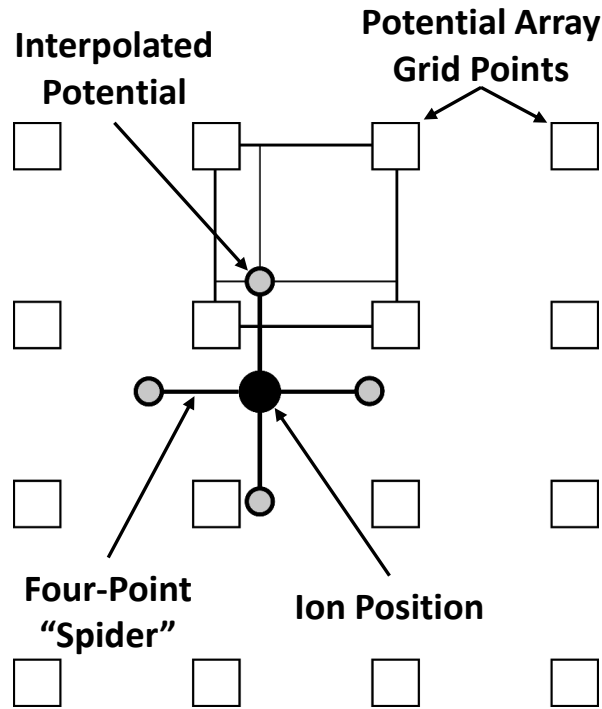 Interpolated
Potential
Potential Array
Grid Points
Four-Point
“Spider”
Ion Position